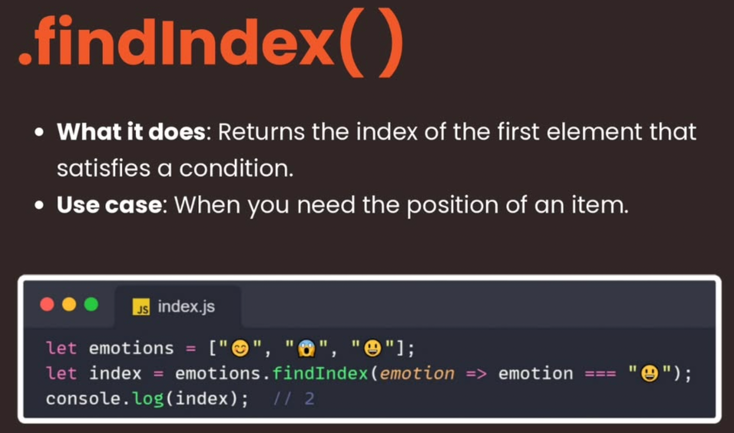 .findIndex( )
• What it does: Returns the index of the first element that
satisfies a condition.
• Use case: When you need the position of an item.
JS index.js
let emotions = ["😊", "😱", "😃"];
let index = emotions.findIndex(emotion => emotion === "😃");
console.log(index);  // 2